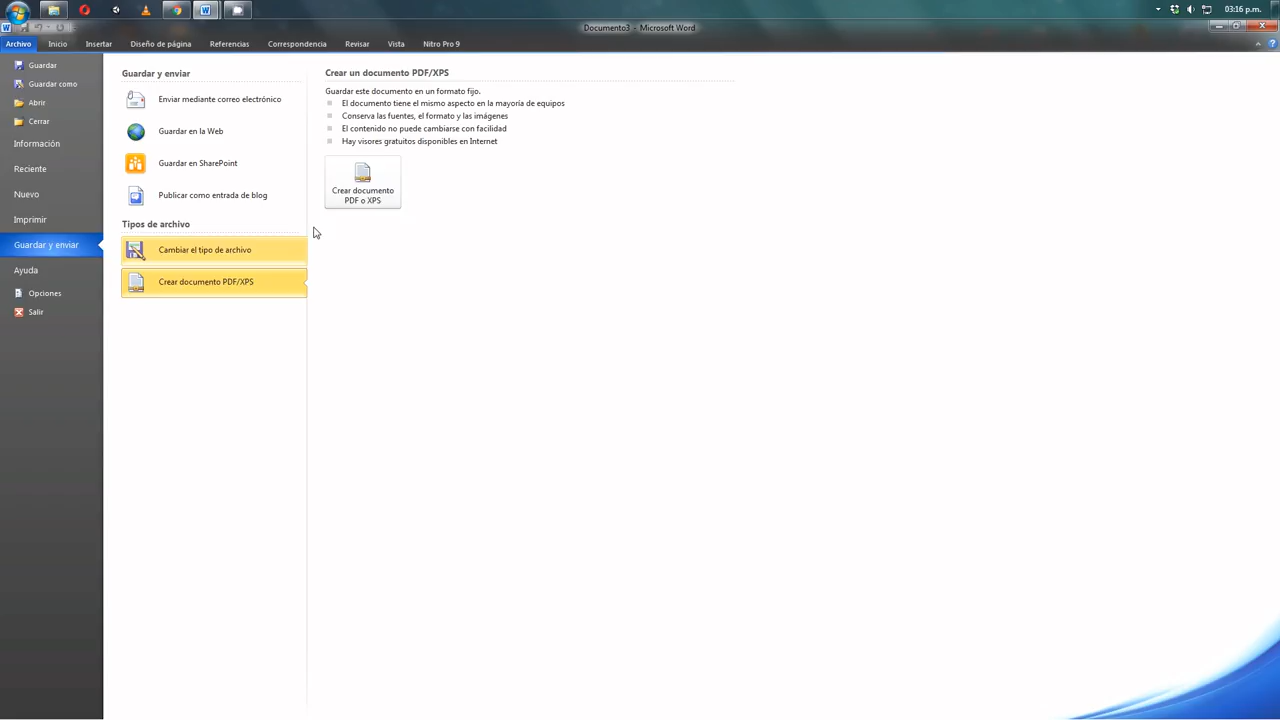 03:16 p.m.
Documento3 - Microsoft Word
Archivo Inicio Insertar Diseño de página Referencias Correspondencia Revisar Vista Nitro Pro 9
Guardar
Guardar como
Abrir
Cerrar
Información
Reciente
Nuevo
Imprimir
Guardar y enviar
Ayuda
Opciones
Salir
Guardar y enviar
Enviar mediante correo electrónico
Guardar en la Web
Guardar en SharePoint
Publicar como entrada de blog
Tipos de archivo
Cambiar el tipo de archivo
Crear documento PDF/XPS
Crear un documento PDF/XPS
Guardar este documento en un formato fijo.
El documento tiene el mismo aspecto en la mayoría de equipos
Conserva las fuentes, el formato y las imágenes
El contenido no puede cambiarse con facilidad
Hay visores gratuitos disponibles en Internet
Crear documento
PDF o XPS